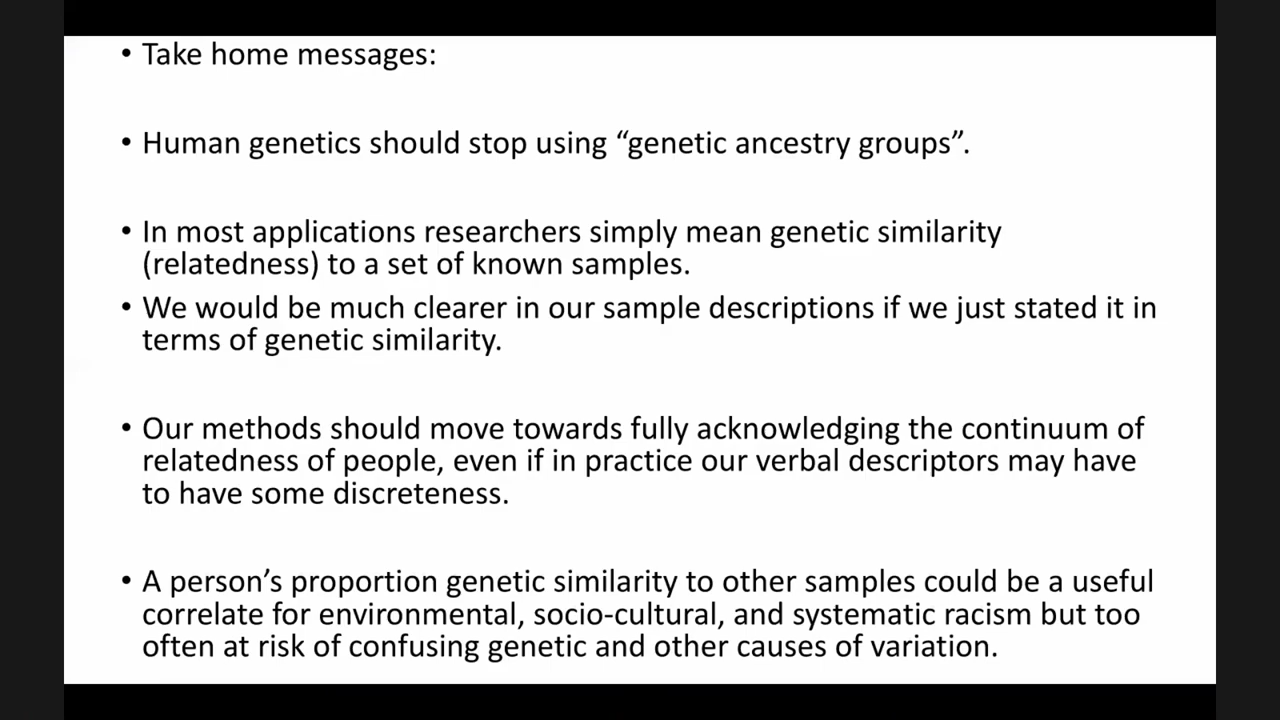 • Take home messages:
• Human genetics should stop using “genetic ancestry groups”.
• In most applications researchers simply mean genetic similarity
(relatedness) to a set of known samples.
• We would be much clearer in our sample descriptions if we just stated it in
terms of genetic similarity.
• Our methods should move towards fully acknowledging the continuum of
relatedness of people, even if in practice our verbal descriptors may have
to have some discreteness.
• A person’s proportion genetic similarity to other samples could be a useful
correlate for environmental, socio-cultural, and systematic racism but too
often at risk of confusing genetic and other causes of variation.